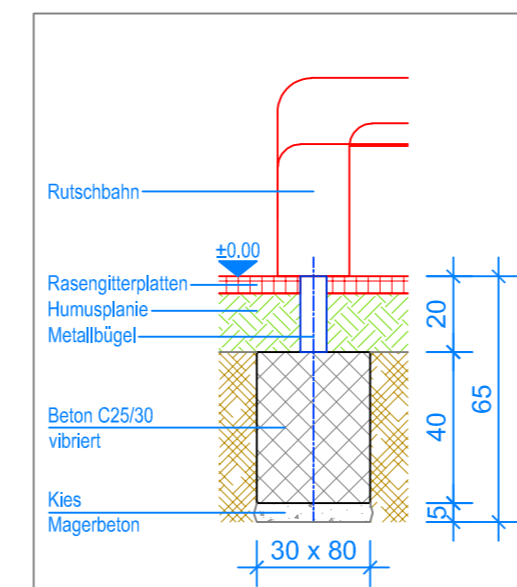 Rutschbahn
±0.00
Rasengitterplatten
Humusplanie
Metallbügel
Beton C25/30
vibriert
Kies
Magerbeton
20
40
5
65
30 x 80